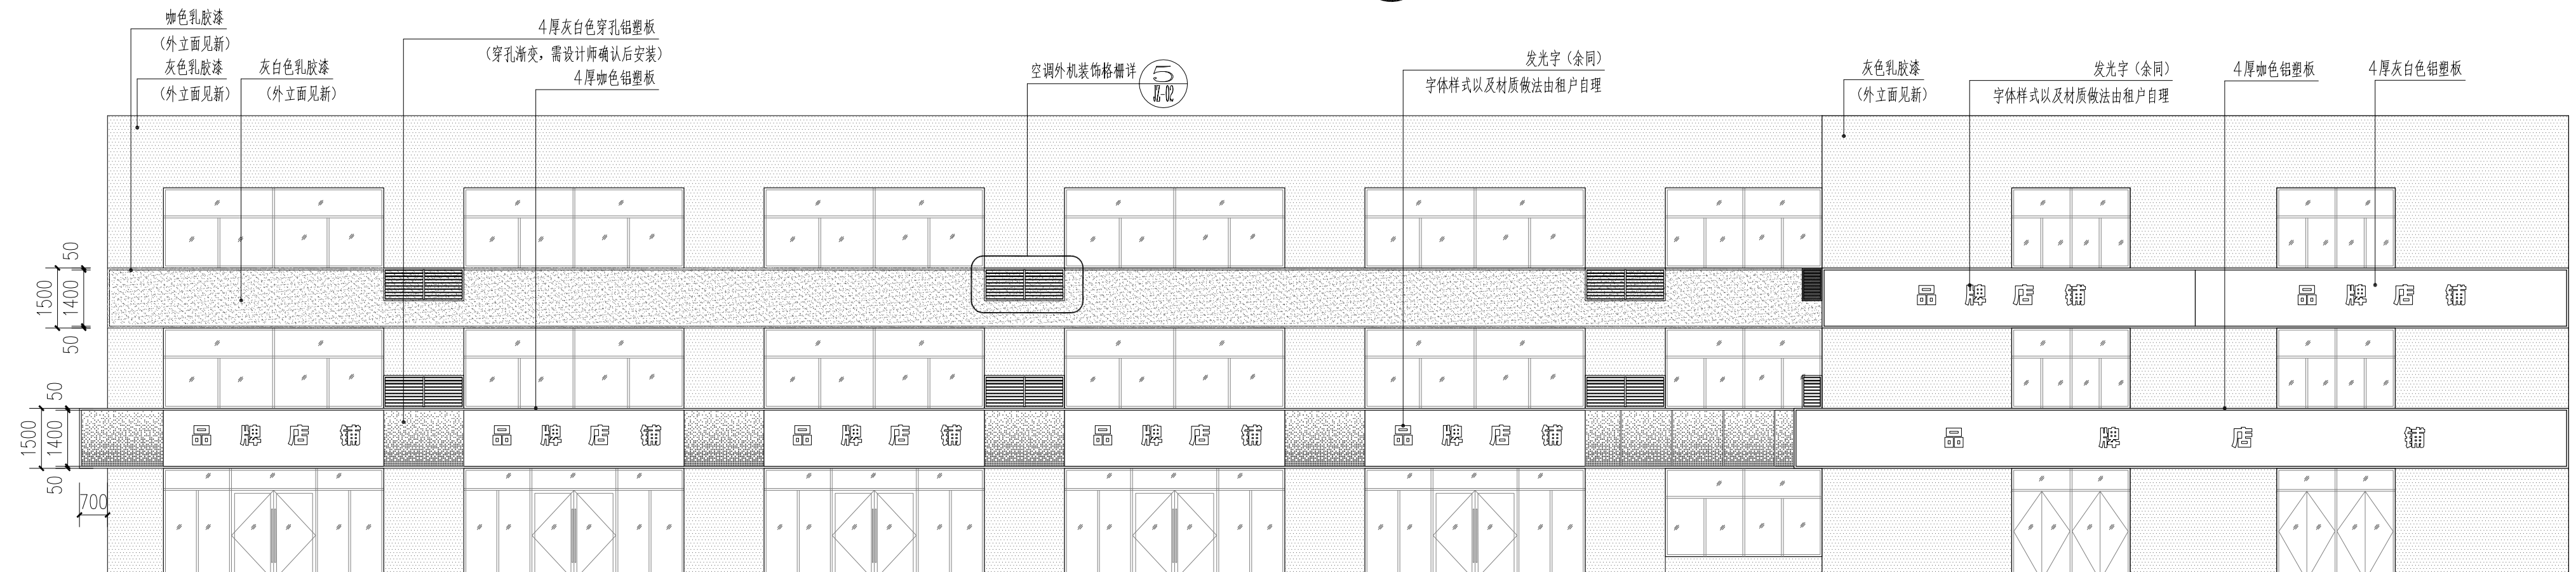 咖色乳胶漆
（外立面见新）
灰色乳胶漆
（外立面见新）
灰白色乳胶漆
（外立面见新）
4厚灰白色穿孔铝塑板
（穿孔渐变，需设计师确认后安装）
4厚咖色铝塑板
空调外机装饰格栅详
5
JZ-02
发光字（余同）
字体样式以及材质做法由租户自理
灰色乳胶漆
（外立面见新）
发光字（余同）
字体样式以及材质做法由租户自理
4厚咖色铝塑板
4厚灰白色铝塑板
50
1500
1400
50
品牌店铺
品牌店铺
50
1500
1400
50
700
品牌店铺
品牌店铺
品牌店铺
品牌店铺
品牌店铺
品牌店铺